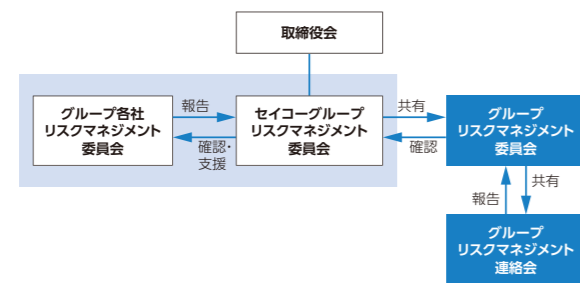 取締役会
グループ各社
リスクマネジメント
委員会
報告
確認・
支援
セイコーグループ
リスクマネジメント
委員会
共有
確認
グループ
リスクマネジメント
委員会
報告
共有
グループ
リスクマネジメント
連絡会